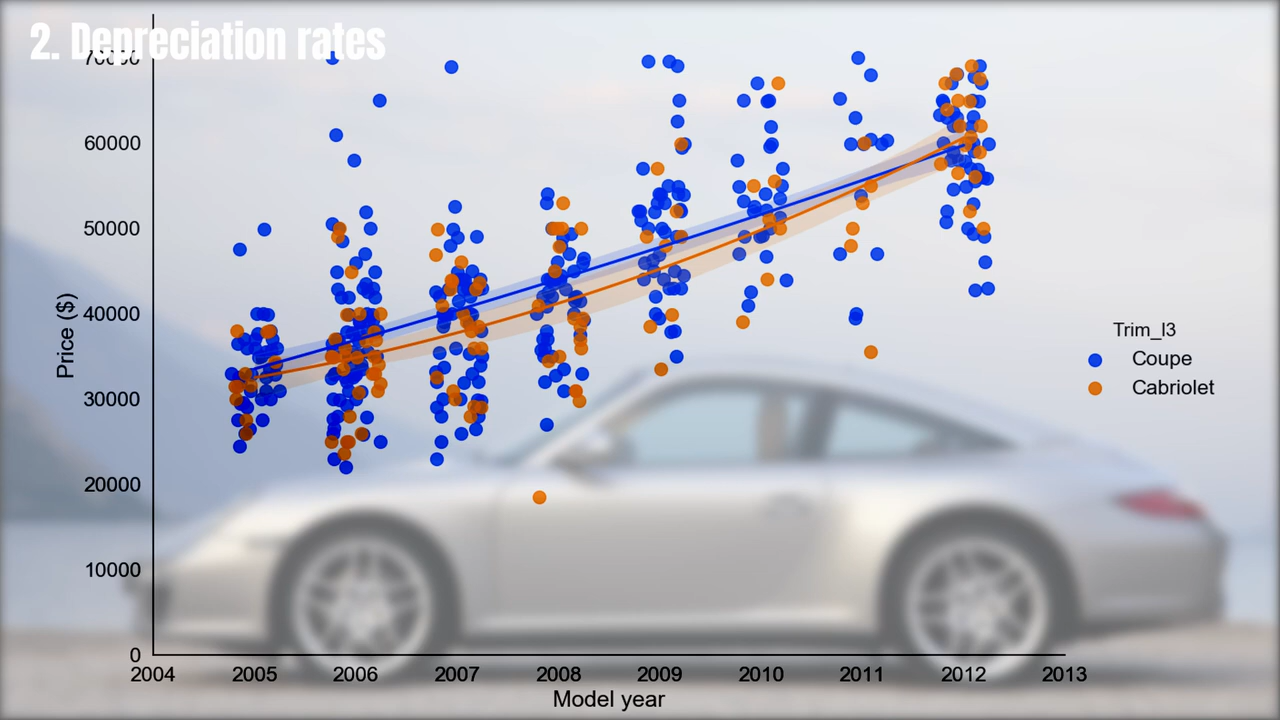 2. Depreciation rates
70000
60000
50000
40000
30000
20000
10000
0
Price ($)
2004 2005 2006 2007 2008 2009 2010 2011 2012 2013
Model year
Trim_l3
Coupe
Cabriolet